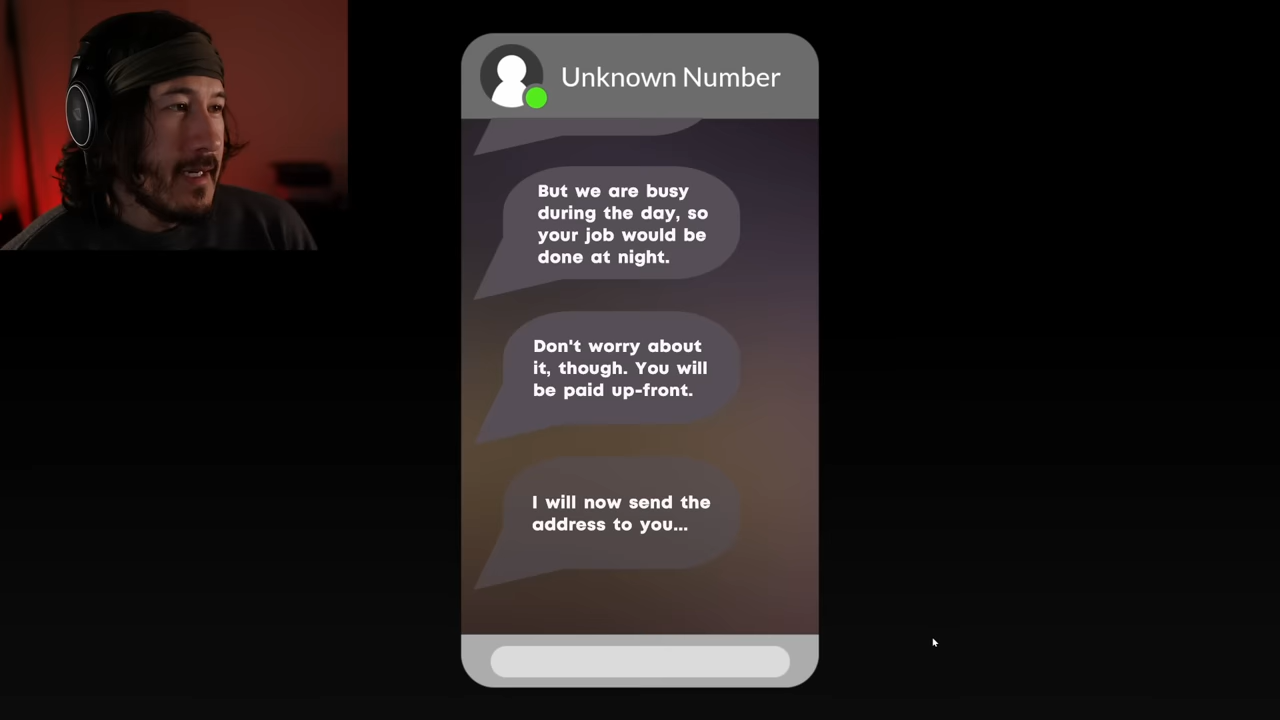 Unknown Number
But we are busy
during the day, so
your job would be
done at night.
Don't worry about
it, though. You will
be paid up-front.
I will now send the
address to you...